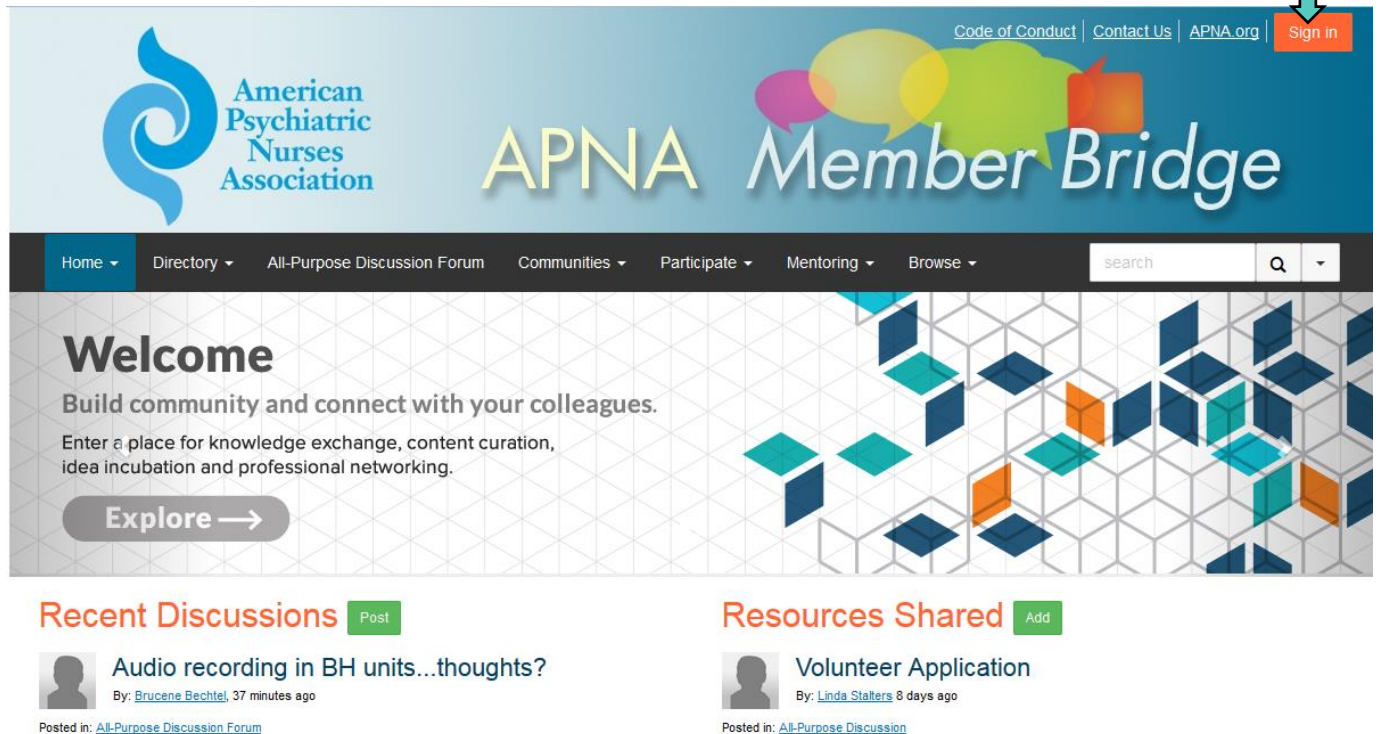 Code of Conduct | Contact Us | APNA.org | Sign in
American
Psychiatric
Nurses
Association
APNA Member Bridge
Home Directory All-Purpose Discussion Forum Communities Participate Mentoring Browse search
Welcome
Build community and connect with your colleagues.
Enter a place for knowledge exchange, content curation,
idea incubation and professional networking.
Explore
Recent Discussions Post
Audio recording in BH units...thoughts?
By: Brucene Bechtel, 37 minutes ago
Posted in: All-Purpose Discussion Forum
Resources Shared Add
Volunteer Application
By: Linda Stalters 8 days ago
Posted in: All-Purpose Discussion